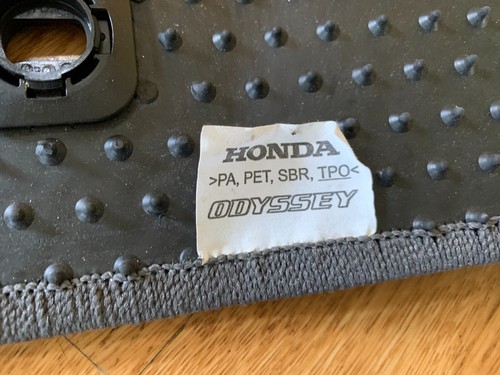 HONDA
>PA, PET, SBR, TPO<
ODYSSEY